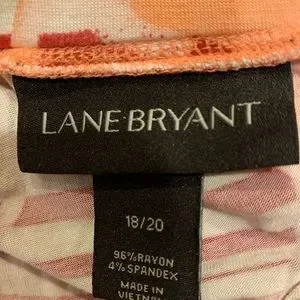 LANE BRYANT
18/20
96% RAYON
4% SPANDEX
MADE IN
VIETNAM